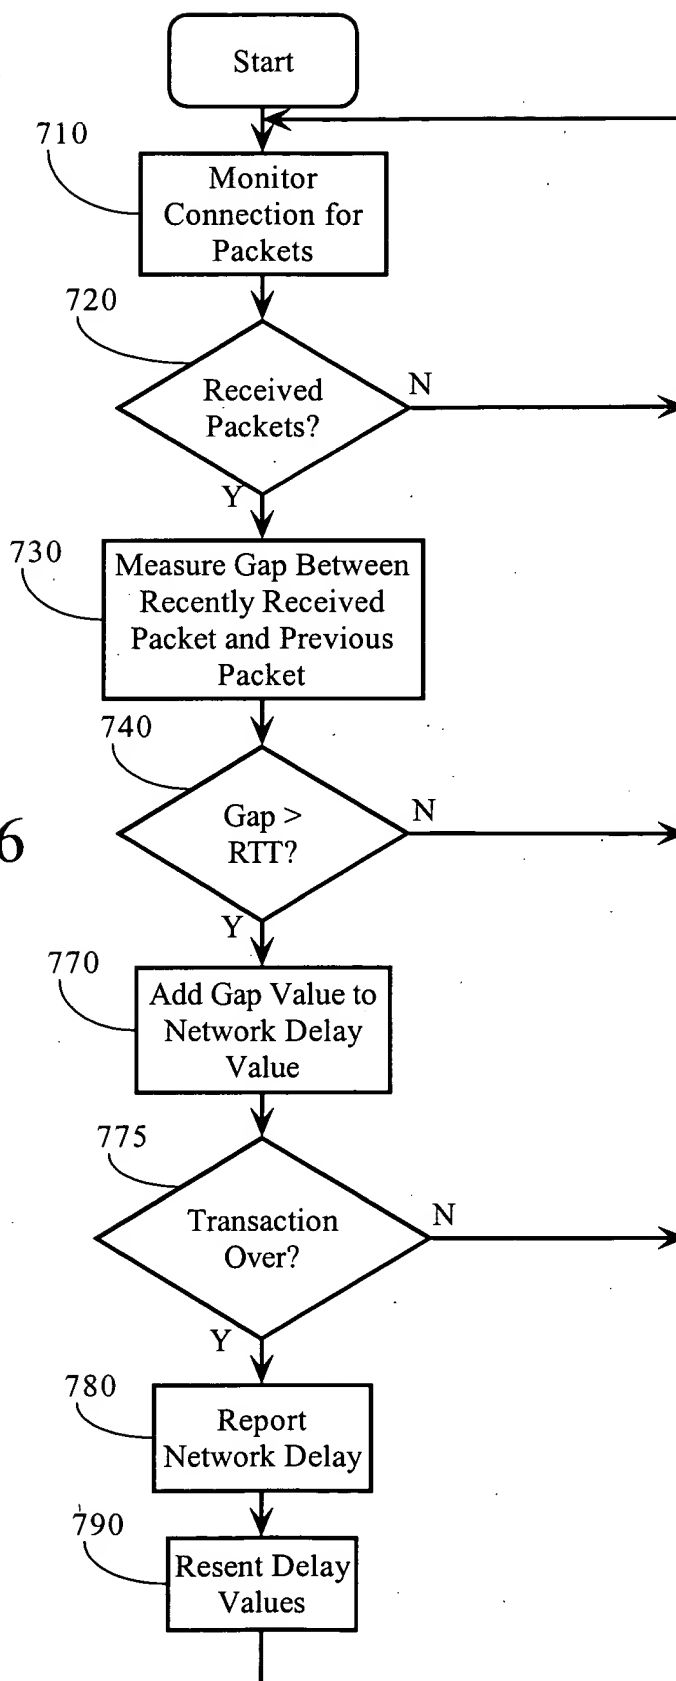 Start
710
Monitor
Connection for
Packets
720
Received
Packets?
N
Y
730
Measure Gap Between
Recently Received
Packet and Previous
Packet
740
Gap >
RTT?
N
6
Y
770
Add Gap Value to
Network Delay
Value
775
Transaction
Over?
N
Y
780
Report
Network Delay
790
Resent Delay
Values